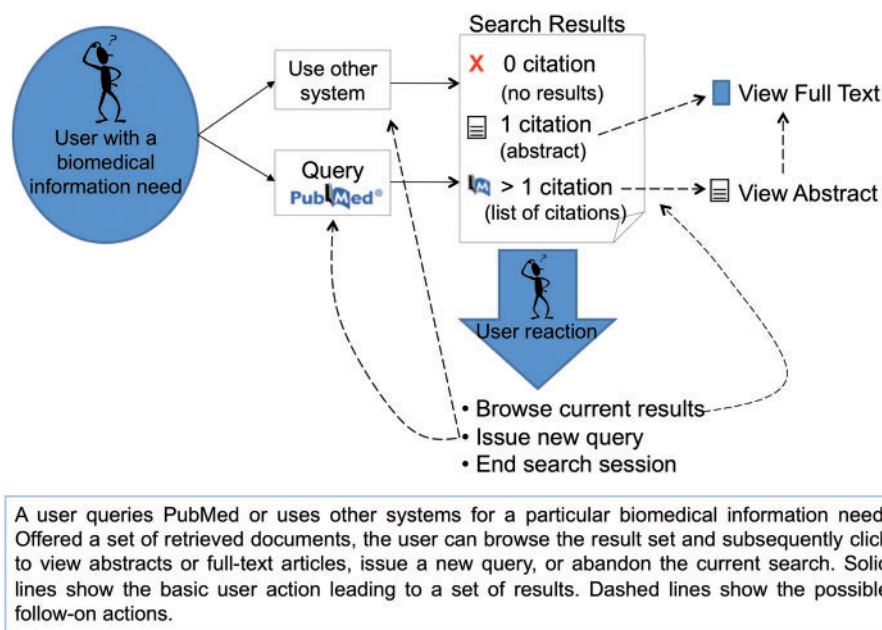 Search Results
?
User with a
biomedical
information need
Use other
system
Query
PubMed®
X 0 citation
(no results)
1 citation
(abstract)
M > 1 citation
(list of citations)
View Full Text
View Abstract
?
User reaction
• Browse current results
• Issue new query
• End search session
A user queries PubMed or uses other systems for a particular biomedical information need
Offered a set of retrieved documents, the user can browse the result set and subsequently click
to view abstracts or full-text articles, issue a new query, or abandon the current search. Solid
lines show the basic user action leading to a set of results. Dashed lines show the possible
follow-on actions.